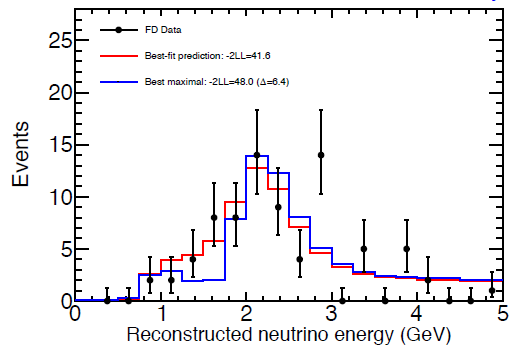 FD Data
Best-fit prediction: -2LL=41.6
Best maximal: -2LL=48.0 (Δ=6.4)
Events
25
20
15
10
5
0
0 1 2 3 4 5
Reconstructed neutrino energy (GeV)